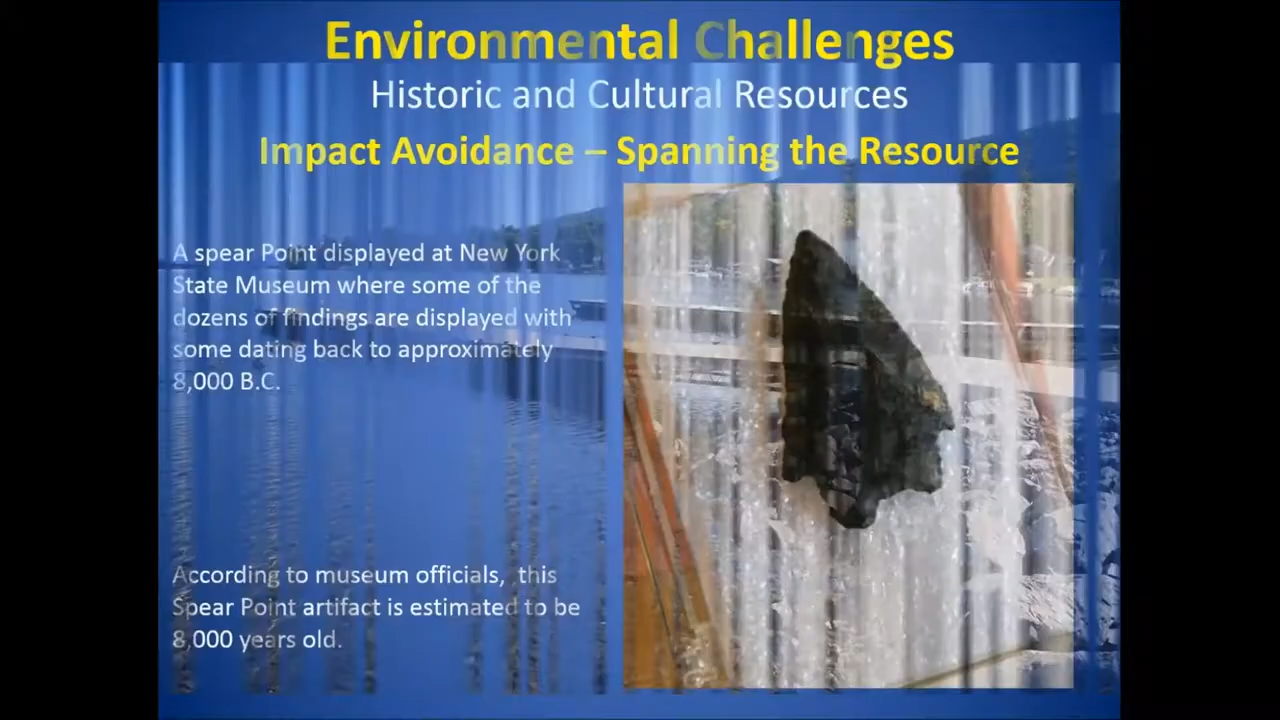 Environmental Challenges
Historic and Cultural Resources
Impact Avoidance – Spanning the Resource
A spear Point displayed at New York
State Museum where some of the
dozens of findings are displayed with
some dating back to approximately
8,000 B.C.
According to museum officials, this
Spear Point artifact is estimated to be
8,000 years old.